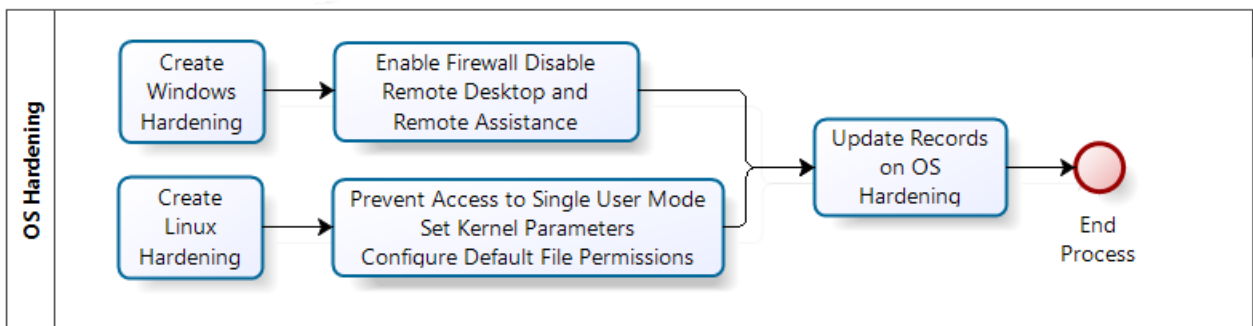 OS Hardening
Create
Windows
Hardening
Enable Firewall Disable
Remote Desktop and
Remote Assistance
Create
Linux
Hardening
Prevent Access to Single User Mode
Set Kernel Parameters
Configure Default File Permissions
Update Records
on OS
Hardening
End
Process